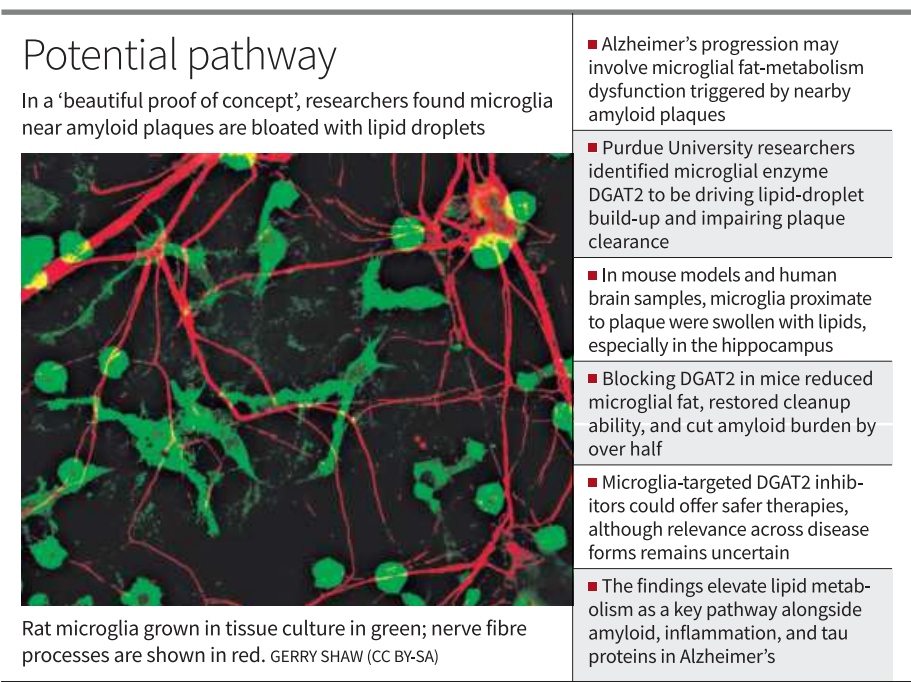 Potential pathway
In a ‘beautiful proof of concept’, researchers found microglia
near amyloid plaques are bloated with lipid droplets
Rat microglia grown in tissue culture in green; nerve fibre
processes are shown in red. GERRY SHAW (CC BY-SA)
■ Alzheimer’s progression may
involve microglial fat-metabolism
dysfunction triggered by nearby
amyloid plaques
■ Purdue University researchers
identified microglial enzyme
DGAT2 to be driving lipid-droplet
build-up and impairing plaque
clearance
■ In mouse models and human
brain samples, microglia proximate
to plaque were swollen with lipids,
especially in the hippocampus
■ Blocking DGAT2 in mice reduced
microglial fat, restored cleanup
ability, and cut amyloid burden by
over half
■ Microglia-targeted DGAT2 inhib-
itors could offer safer therapies,
although relevance across disease
forms remains uncertain
■ The findings elevate lipid metab-
olism as a key pathway alongside
amyloid, inflammation, and tau
proteins in Alzheimer’s